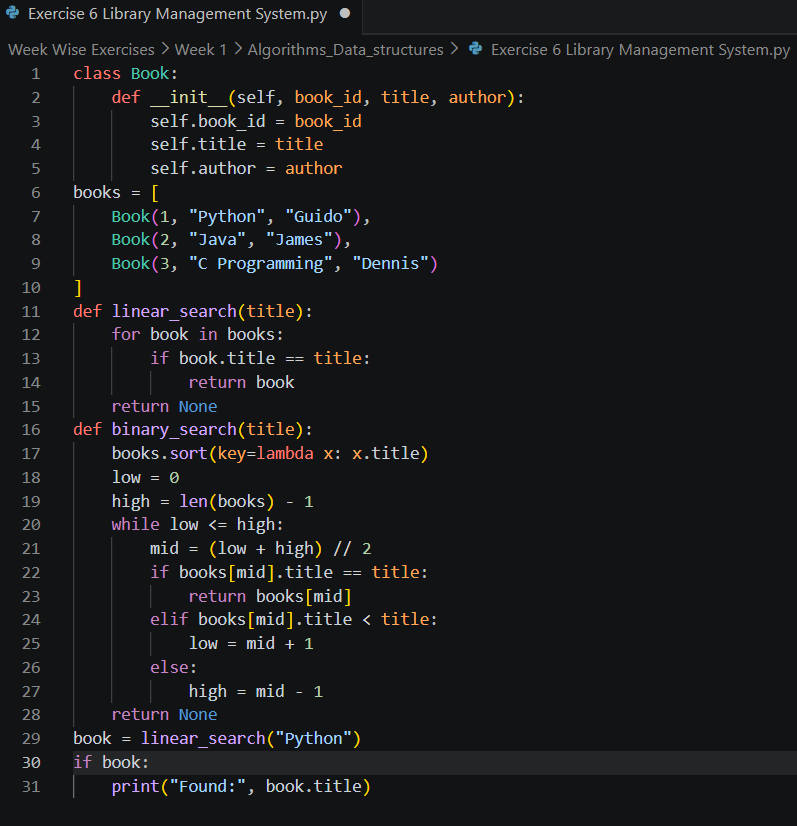 Exercise 6 Library Management System.py ●
Week Wise Exercises > Week 1 > Algorithms_Data_structures > Exercise 6 Library Management System.py
1 class Book:
2     def __init__(self, book_id, title, author):
3         self.book_id = book_id
4         self.title = title
5         self.author = author
6 books = [
7     Book(1, "Python", "Guido"),
8     Book(2, "Java", "James"),
9     Book(3, "C Programming", "Dennis")
10 ]
11 def linear_search(title):
12     for book in books:
13         if book.title == title:
14             return book
15     return None
16 def binary_search(title):
17     books.sort(key=lambda x: x.title)
18     low = 0
19     high = len(books) - 1
20     while low <= high:
21         mid = (low + high) // 2
22         if books[mid].title == title:
23             return books[mid]
24         elif books[mid].title < title:
25             low = mid + 1
26         else:
27             high = mid - 1
28     return None
29 book = linear_search("Python")
30 if book:
31     print("Found:", book.title)